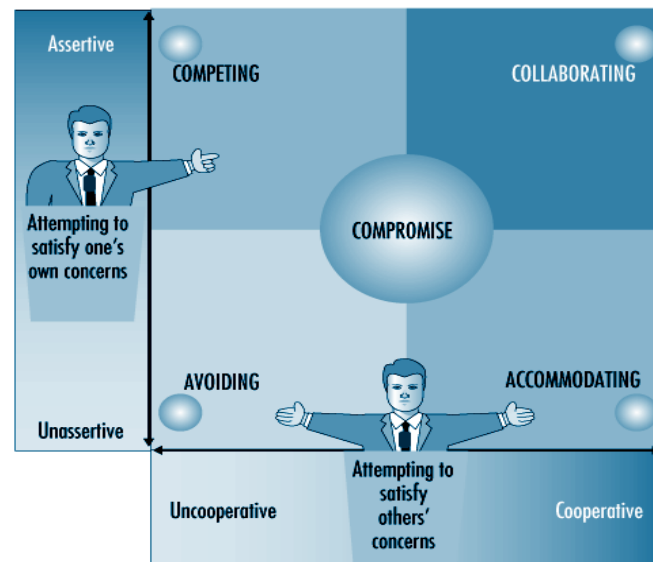 Assertive
COMPETING
COLLABORATING
Attempting to
satisfy one's
own concerns
COMPROMISE
AVOIDING
ACCOMMODATING
Unassertive
Attempting to
satisfy
others'
concerns
Uncooperative
Cooperative